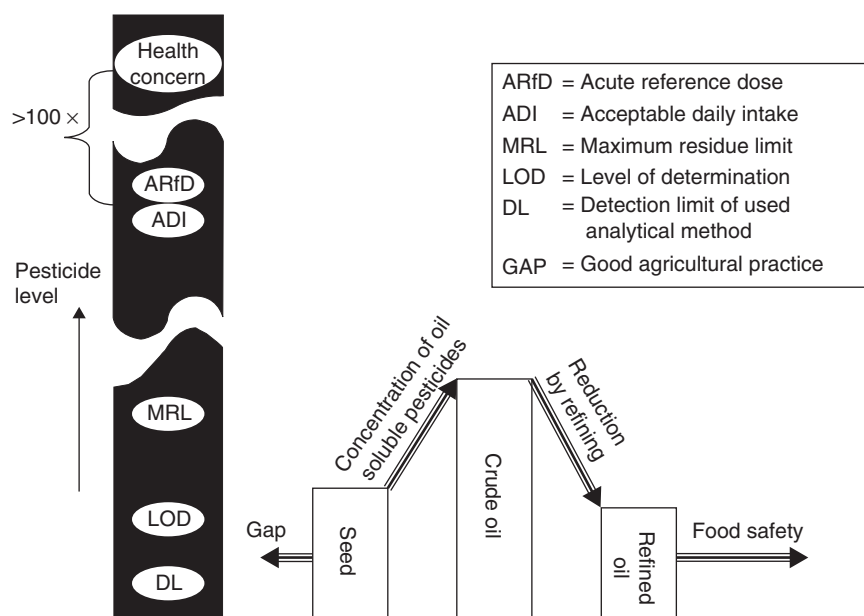 Health
concern
>100 ×
ARfD
ADI
Pesticide
level
MRL
LOD
DL
ARfD = Acute reference dose
ADI = Acceptable daily intake
MRL = Maximum residue limit
LOD = Level of determination
DL = Detection limit of used
analytical method
GAP = Good agricultural practice
Concentration of oil
soluble pesticides
Reduction
by refining
Gap
Seed
Crude oil
Refined
oil
Food safety